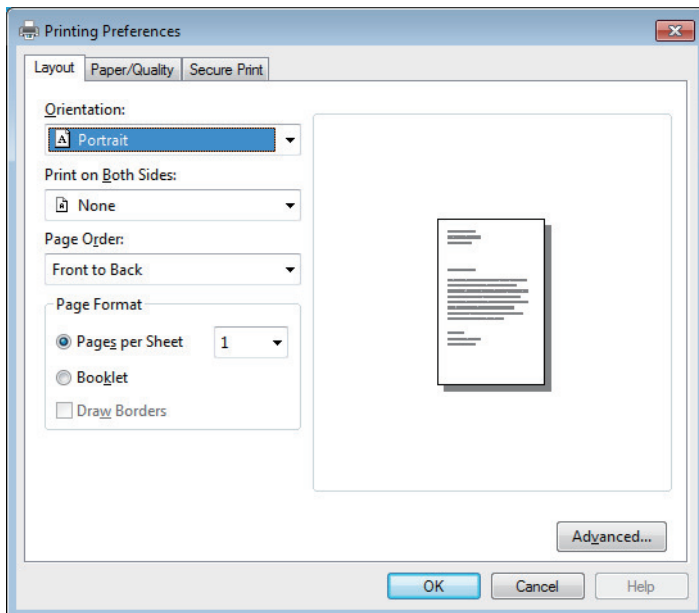 Printing Preferences
Layout Paper/Quality Secure Print
Orientation:
A Portrait
Print on Both Sides:
None
Page Order:
Front to Back
Page Format
Pages per Sheet 1
Booklet
Draw Borders
Advanced...
OK Cancel Help